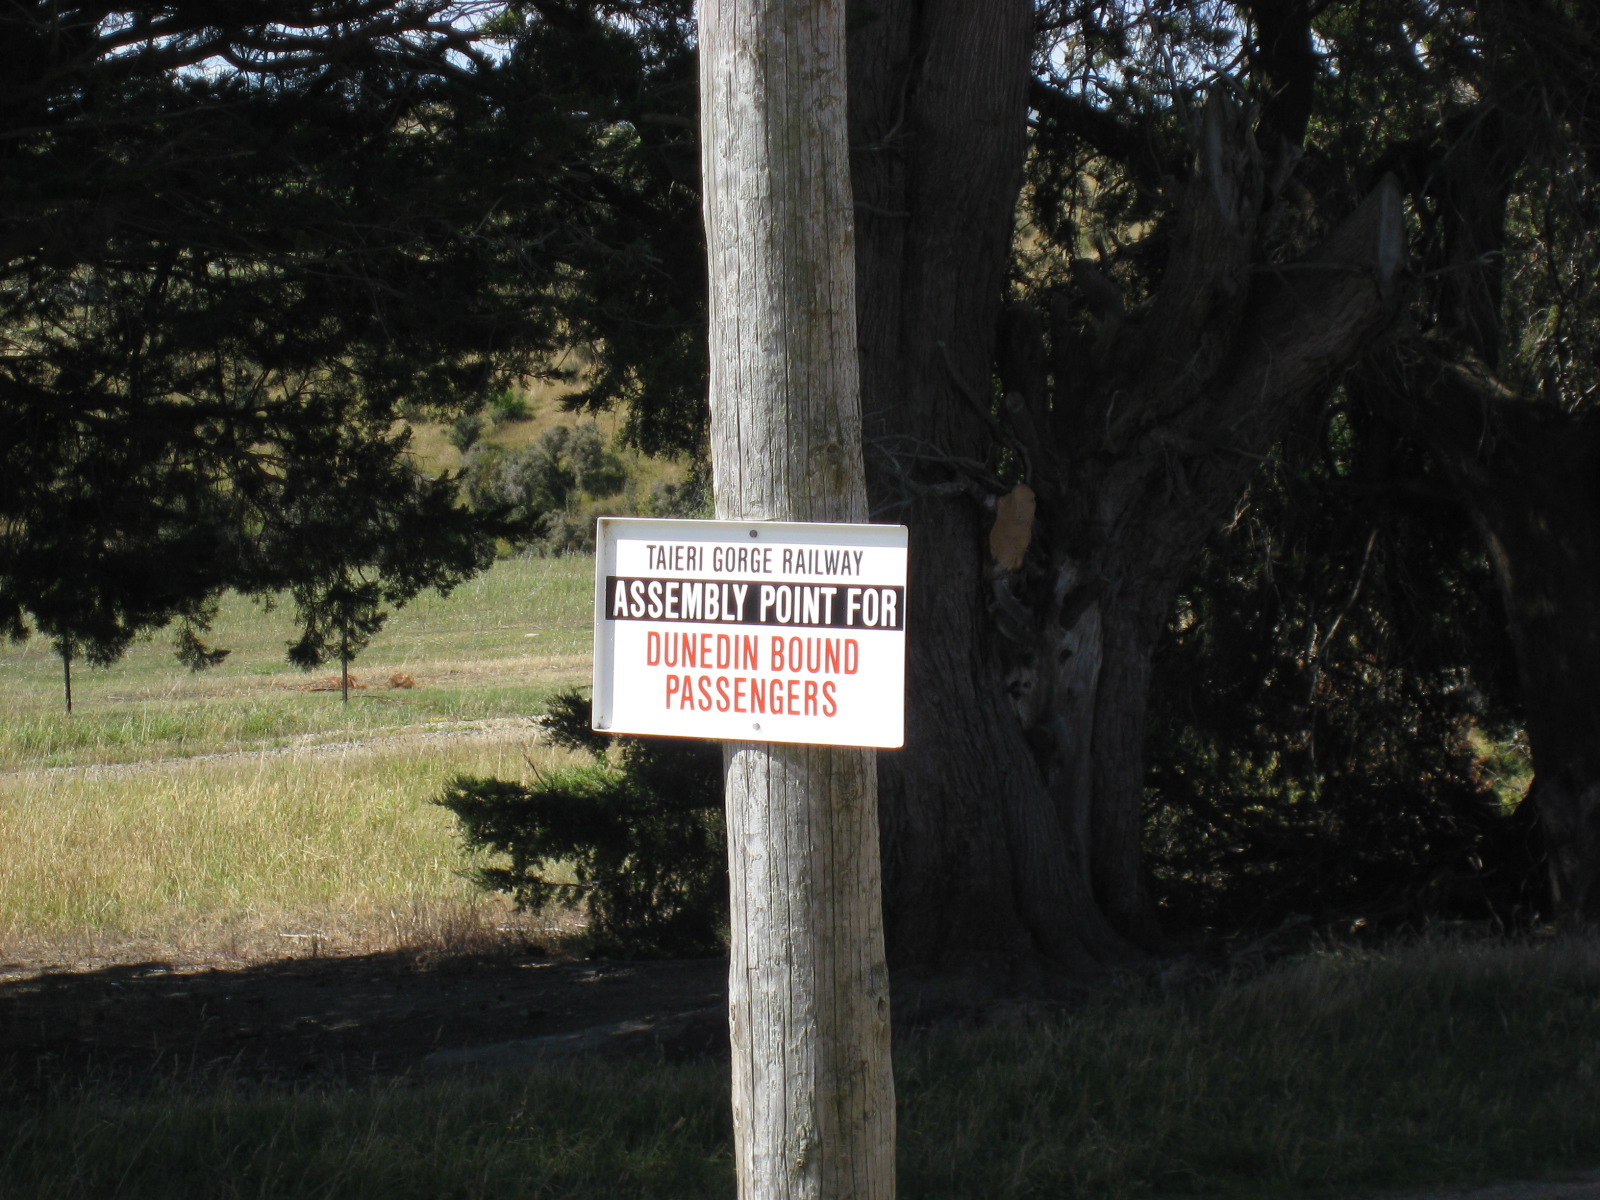 TAIERI GORGE RAILWAY
ASSEMBLY POINT FOR
DUNEDIN BOUND
PASSENGERS